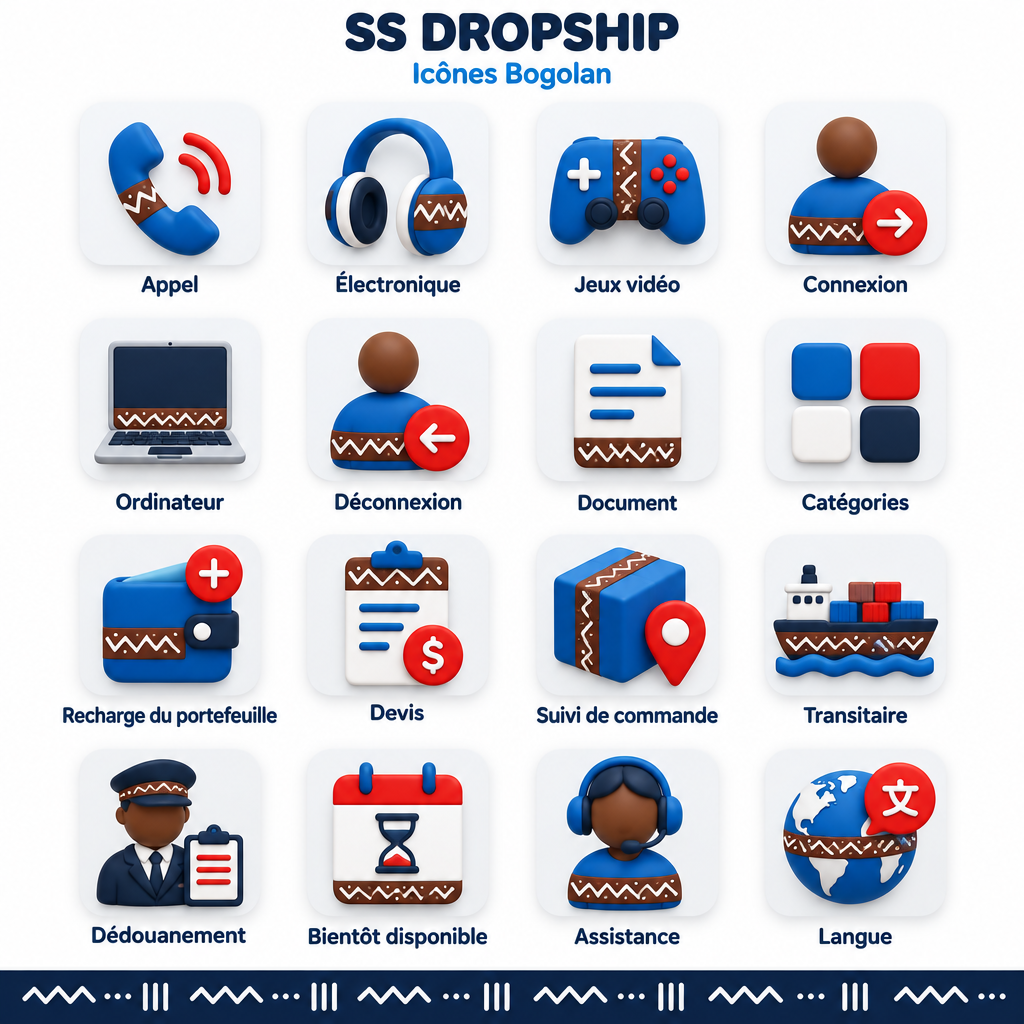 SS DROPSHIP
Icônes Bogolan
Appel
Électronique
Jeux vidéo
Connexion
Ordinateur
Déconnexion
Document
Catégories
Recharge du portefeuille
$
Devis
Suivi de commande
Transitaire
文
Dédouanement
Bientôt disponible
Assistance
Langue